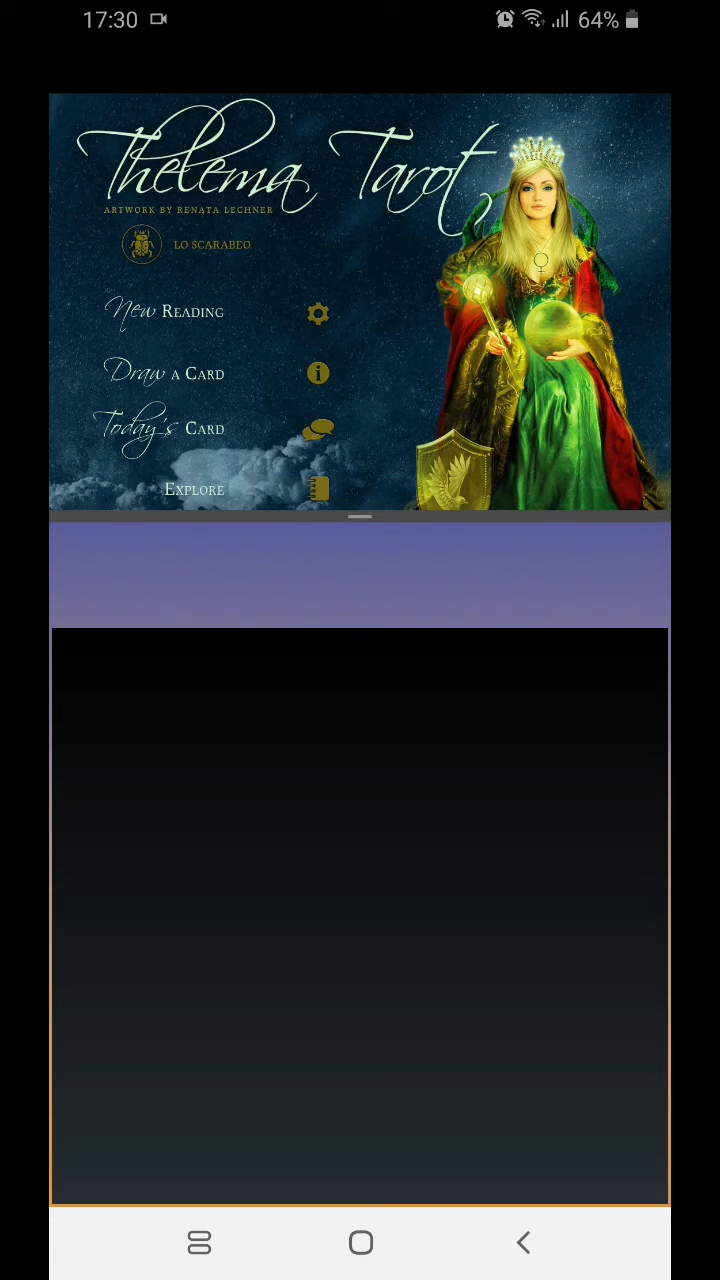 17:30
64%
Thelema Tarot
ARTWORK BY RENATA LECHNER
LO SCARABEO
New READING
Draw A CARD
Today's CARD
EXPLORE